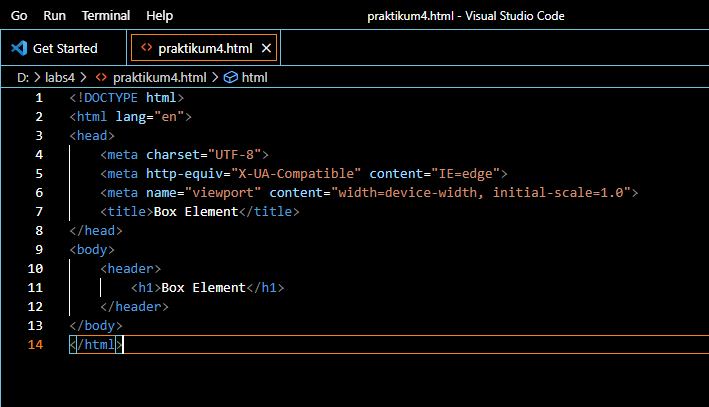 Go Run Terminal Help praktikum4.html - Visual Studio Code
Get Started praktikum4.html
D: > labs4 > praktikum4.html > html
1 <!DOCTYPE html>
2 <html lang="en">
3 <head>
4     <meta charset="UTF-8">
5     <meta http-equiv="X-UA-Compatible" content="IE=edge">
6     <meta name="viewport" content="width=device-width, initial-scale=1.0">
7     <title>Box Element</title>
8 </head>
9 <body>
10     <header>
11         <h1>Box Element</h1>
12     </header>
13 </body>
14 </html>